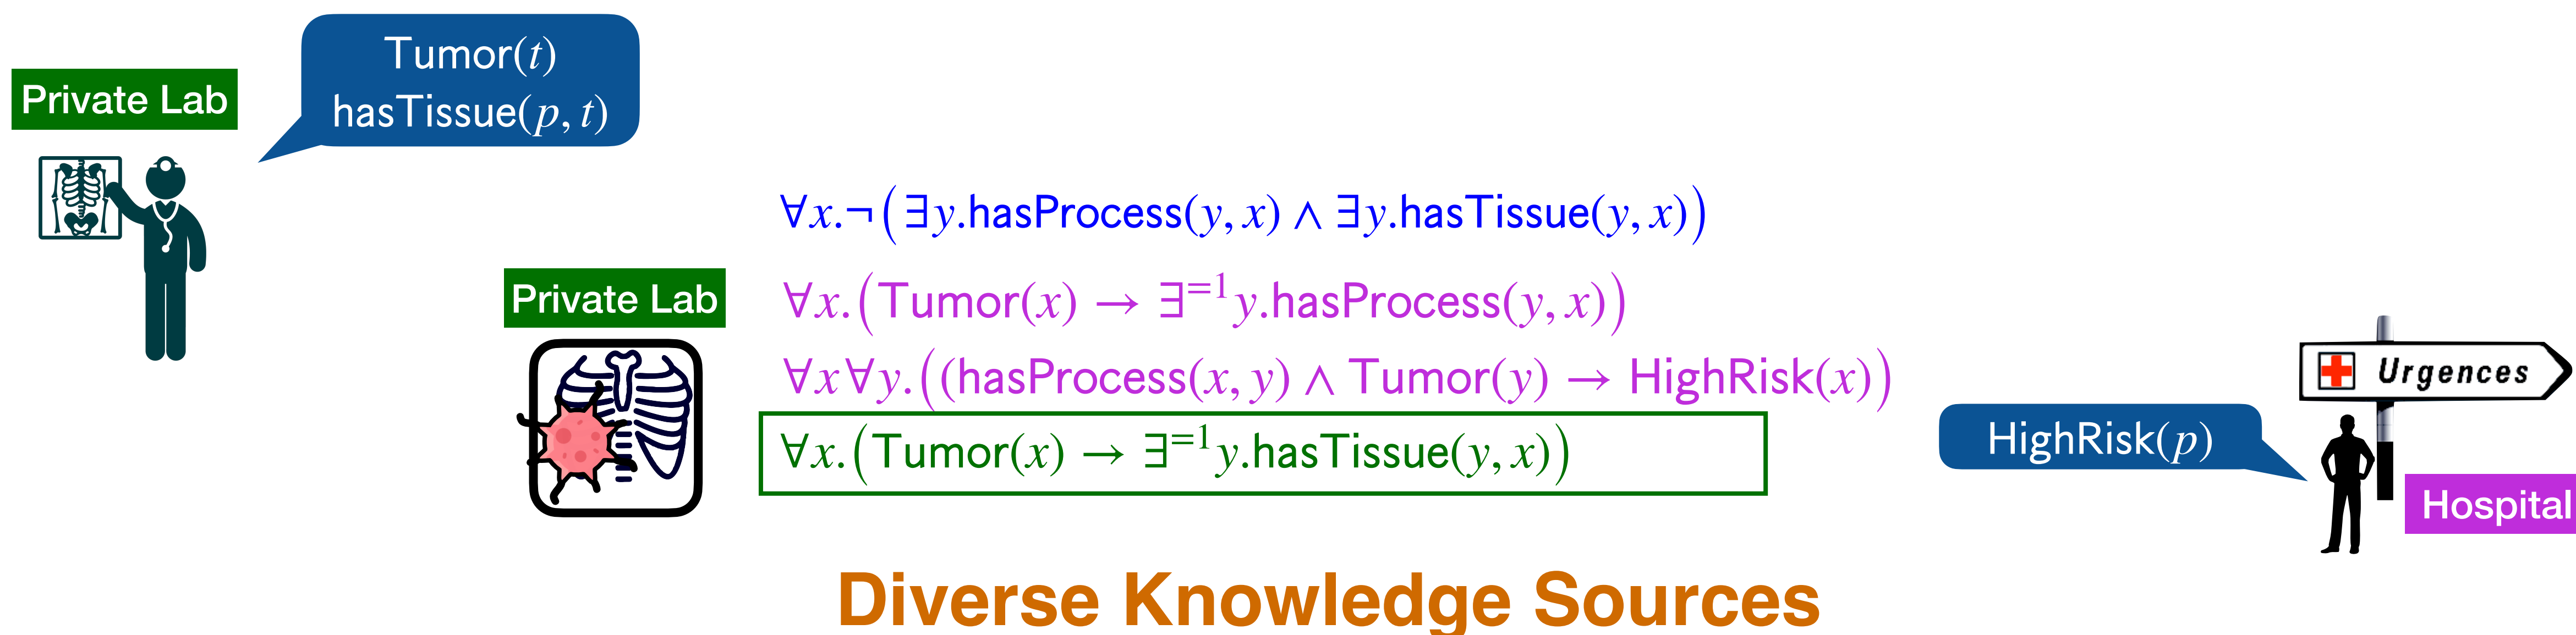 Tumor(t)
hasTissue(p, t)
Private Lab
∀x.¬(∃y.hasProcess(y, x) ∧ ∃y.hasTissue(y, x))
Private Lab
∀x.(Tumor(x) → ∃=1y.hasProcess(y, x))
∀x∀y.((hasProcess(x, y) ∧ Tumor(y) → HighRisk(x))
∀x.(Tumor(x) → ∃=1y.hasTissue(y, x))
Urgences
HighRisk(p)
Hospital
Diverse Knowledge Sources